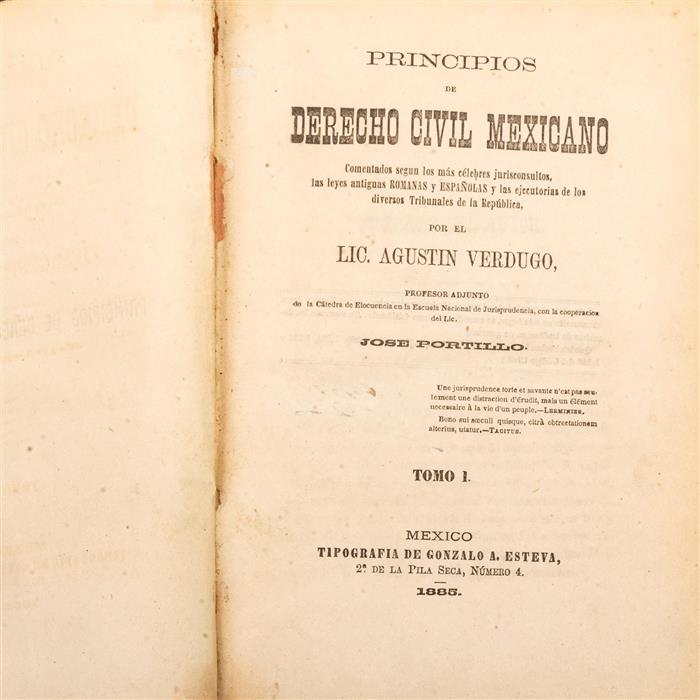 PRINCIPIOS
DE
DERECHO CIVIL MEXICANO
Comentados segun los más célebres jurisconsultos,
las leyes antiguas ROMANAS y ESPAÑOLAS y las ejecutorias de los
diversos Tribunales de la República,
POR EL
LIC. AGUSTIN VERDUGO,
PROFESOR ADJUNTO
de la Cátedra de Elocuencia en la Escuela Nacional de Jurisprudencia, con la cooperacion
del Lic.
JOSE PORTILLO.
Une jurisprudence forte et savante n'est pas seu-
lement une distraction d'érudit, mais un élément
necessaire à la vie d'un peuple.—LERMINIER.
Bono sui sæculi quisque, citrà obtrectationem
alterius, utatur.—TACITUS.
TOMO I.
MEXICO
TIPOGRAFIA DE GONZALO A. ESTEVA,
2ª DE LA PILA SECA, NÚMERO 4.
1885.